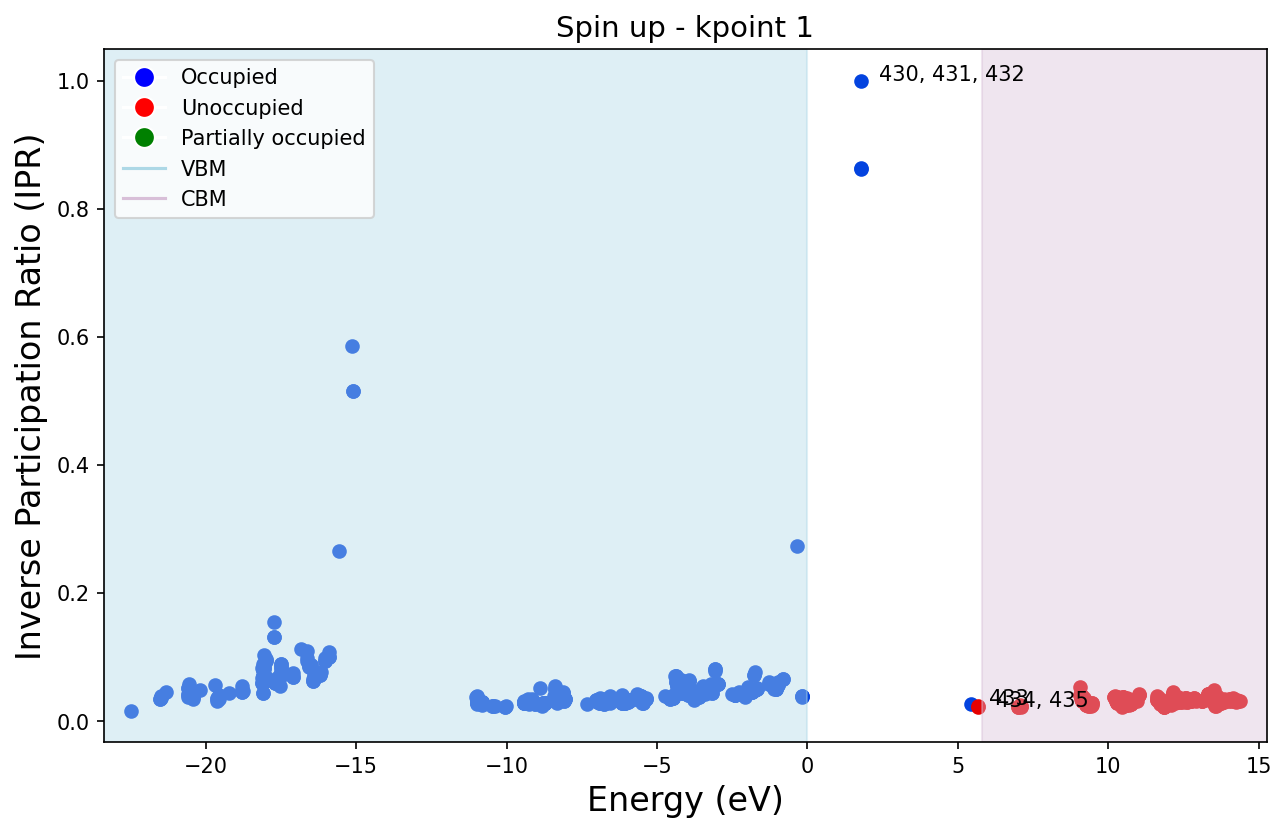 Spin up - kpoint 1
Inverse Participation Ratio (IPR)
1.0
0.8
0.6
0.4
0.2
0.0
Occupied
Unoccupied
Partially occupied
VBM
CBM
430, 431, 432
433
434, 435
−20
−15
−10
−5
0
5
10
15
Energy (eV)